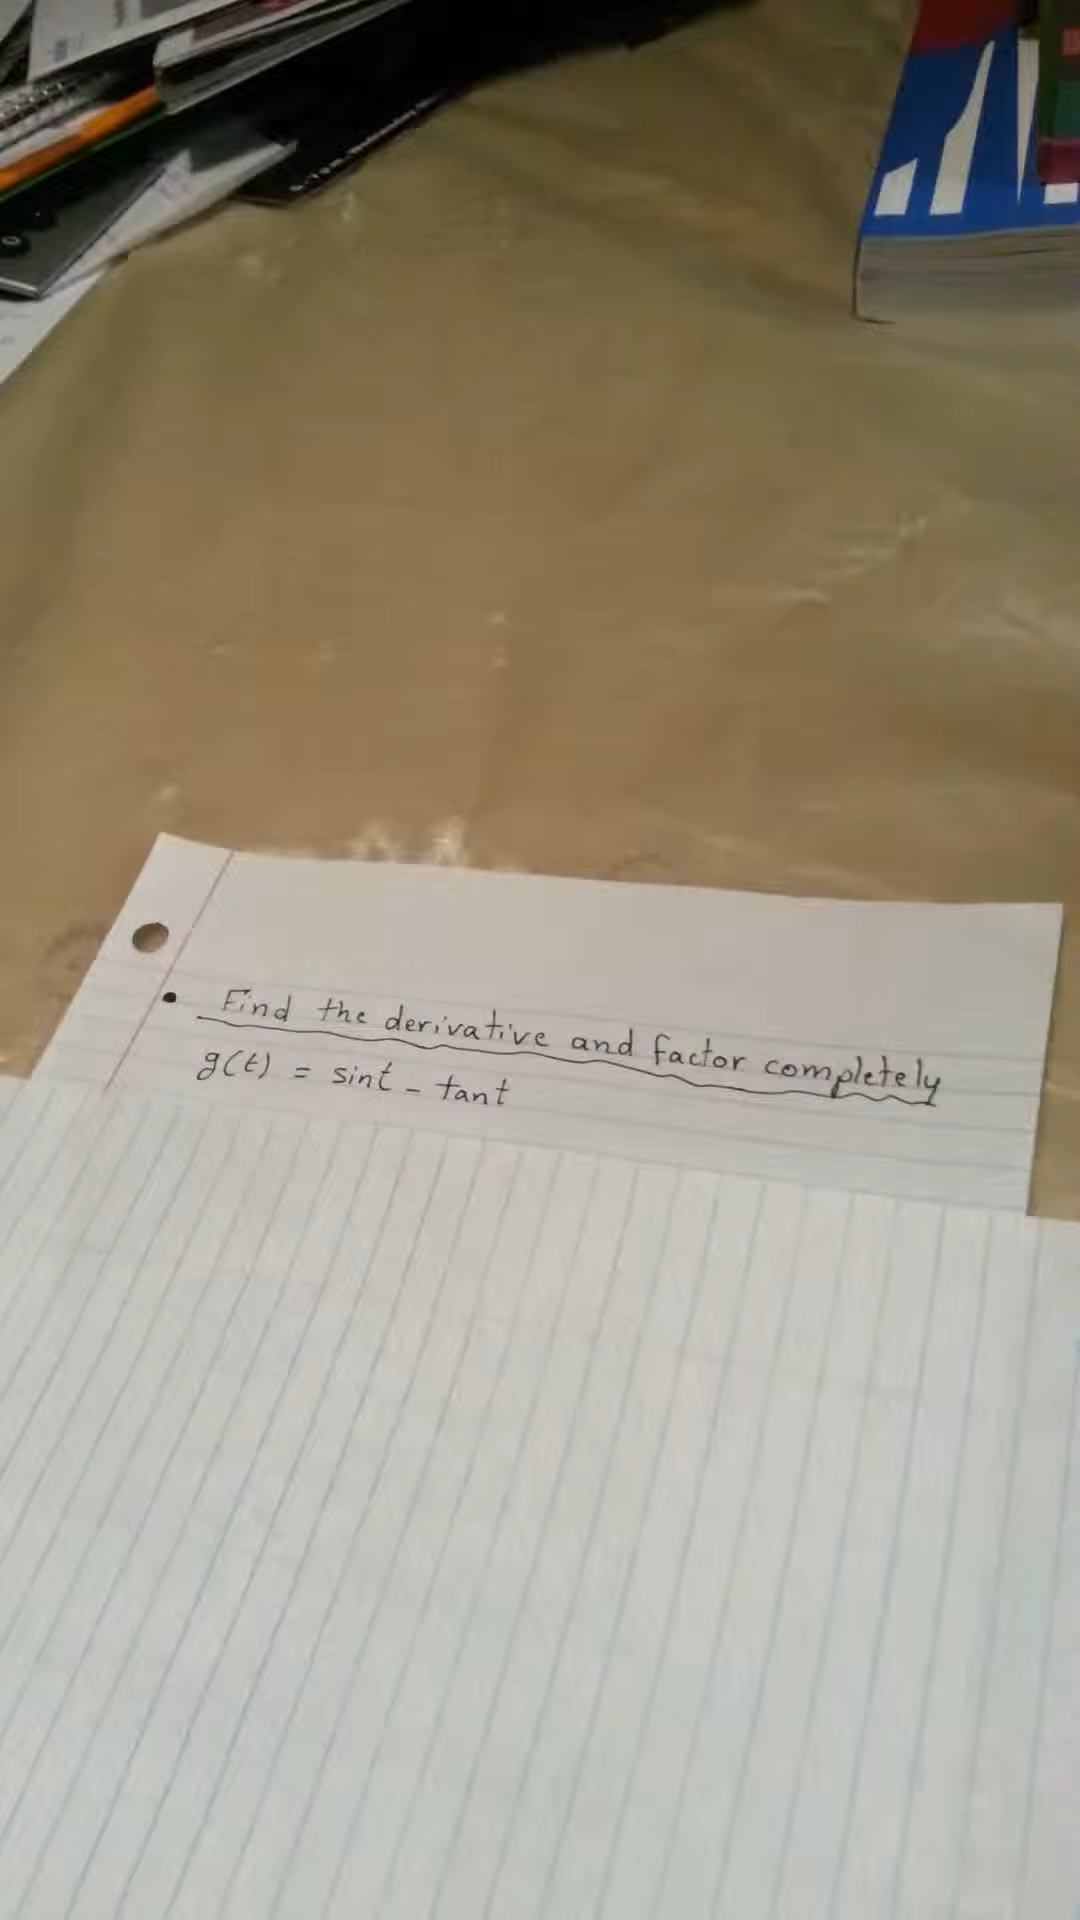 • Find the derivative and factor completely
g(t) = sint - tant